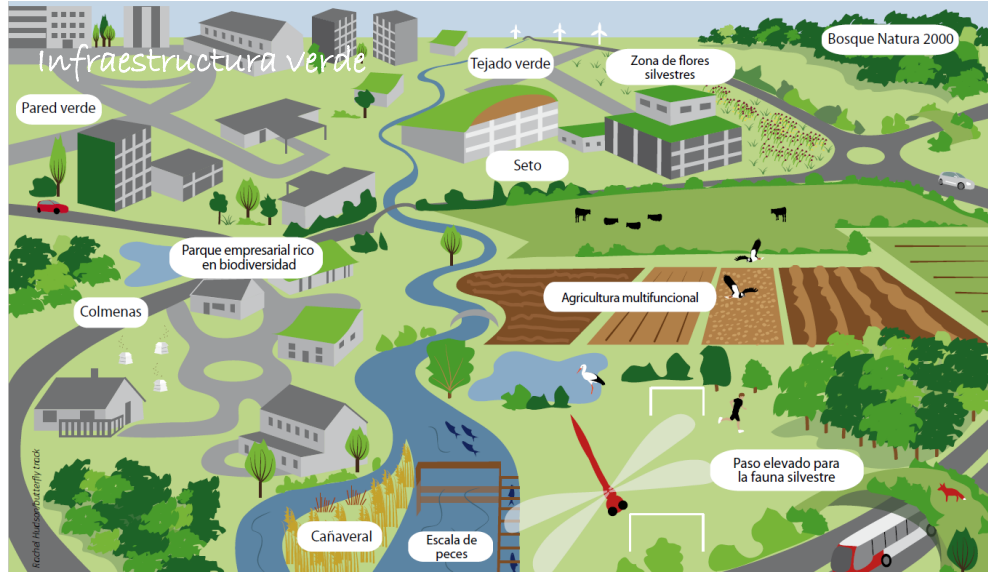 Infraestructura verde
Bosque Natura 2000
Tejado verde
Zona de flores
silvestres
Pared verde
Seto
Parque empresarial rico
en biodiversidad
Agricultura multifuncional
Colmenas
Paso elevado para
la fauna silvestre
Cañaveral
Escala de
peces
Rachel Hudson/butterfly track